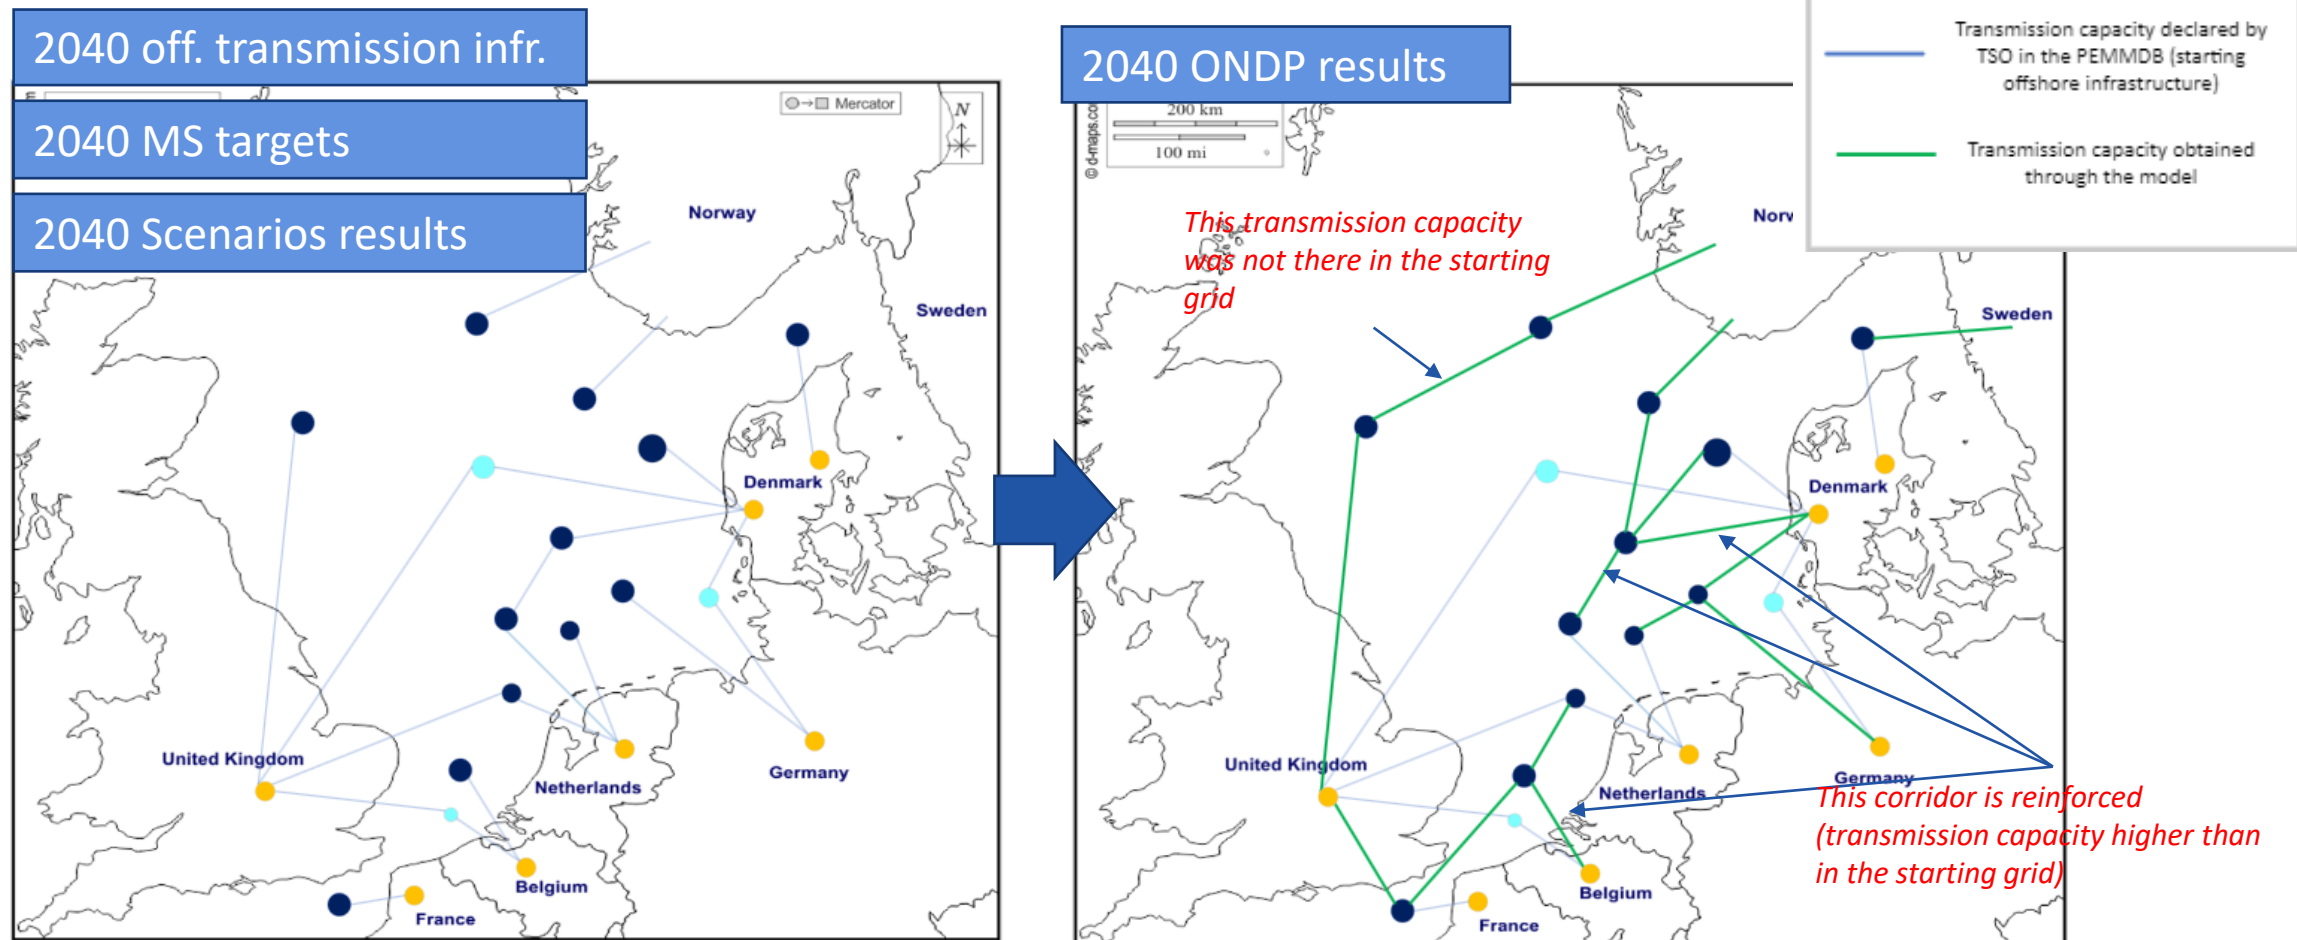 2040 off. transmission infr.
2040 MS targets
2040 Scenarios results
Mercator
N
Norway
Sweden
Denmark
United Kingdom
Netherlands
Germany
Belgium
France
2040 ONDP results
© d-maps.co
200 km
100 mi
This transmission capacity
was not there in the starting
grid
Norv
Sweden
Denmark
United Kingdom
Netherlands
Germany
Belgium
France
This corridor is reinforced
(transmission capacity higher than
in the starting grid)
Transmission capacity declared by
TSO in the PEMMDB (starting
offshore infrastructure)
Transmission capacity obtained
through the model